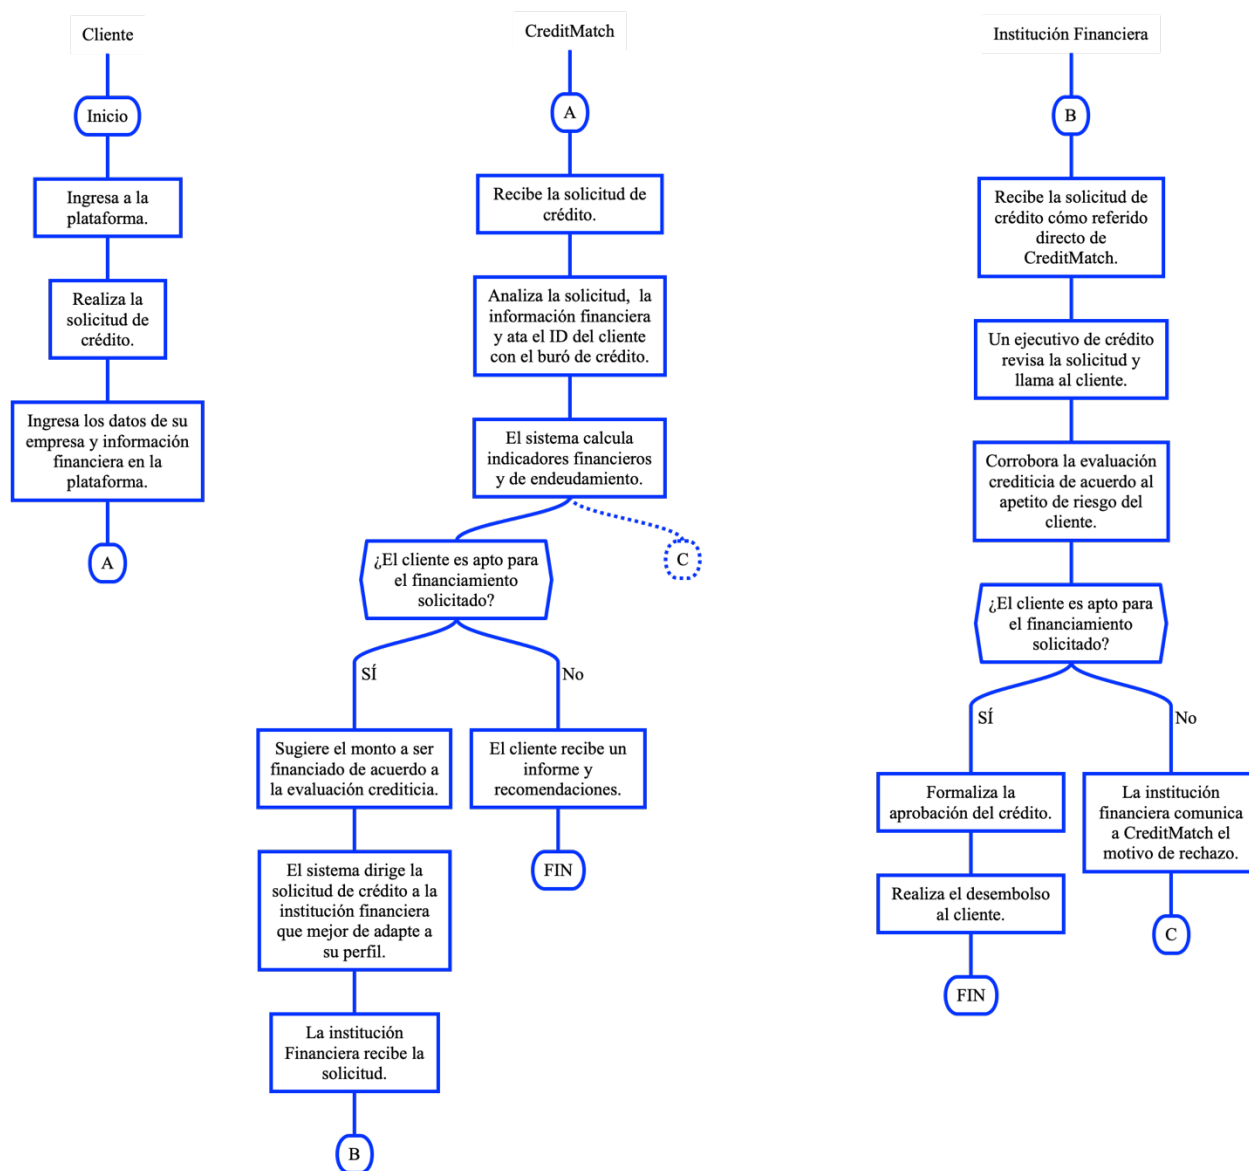 Cliente
Inicio
Ingresa a la
plataforma.
Realiza la
solicitud de
crédito.
Ingresa los datos de su
empresa y información
financiera en la
plataforma.
A
CreditMatch
A
Recibe la solicitud de
crédito.
Analiza la solicitud, la
información financiera
y ata el ID del cliente
con el buró de crédito.
El sistema calcula
indicadores financieros
y de endeudamiento.
C
¿El cliente es apto para
el financiamiento
solicitado?
SÍ
No
Sugiere el monto a ser
financiado de acuerdo a
la evaluación crediticia.
El cliente recibe un
informe y
recomendaciones.
FIN
El sistema dirige la
solicitud de crédito a la
institución financiera
que mejor de adapte a
su perfil.
La institución
Financiera recibe la
solicitud.
B
Institución Financiera
B
Recibe la solicitud de
crédito cómo referido
directo de
CreditMatch.
Un ejecutivo de crédito
revisa la solicitud y
llama al cliente.
Corrobora la evaluación
crediticia de acuerdo al
apetito de riesgo del
cliente.
¿El cliente es apto para
el financiamiento
solicitado?
SÍ
No
Formaliza la
aprobación del crédito.
La institución
financiera comunica
a CreditMatch el
motivo de rechazo.
Realiza el desembolso
al cliente.
C
FIN